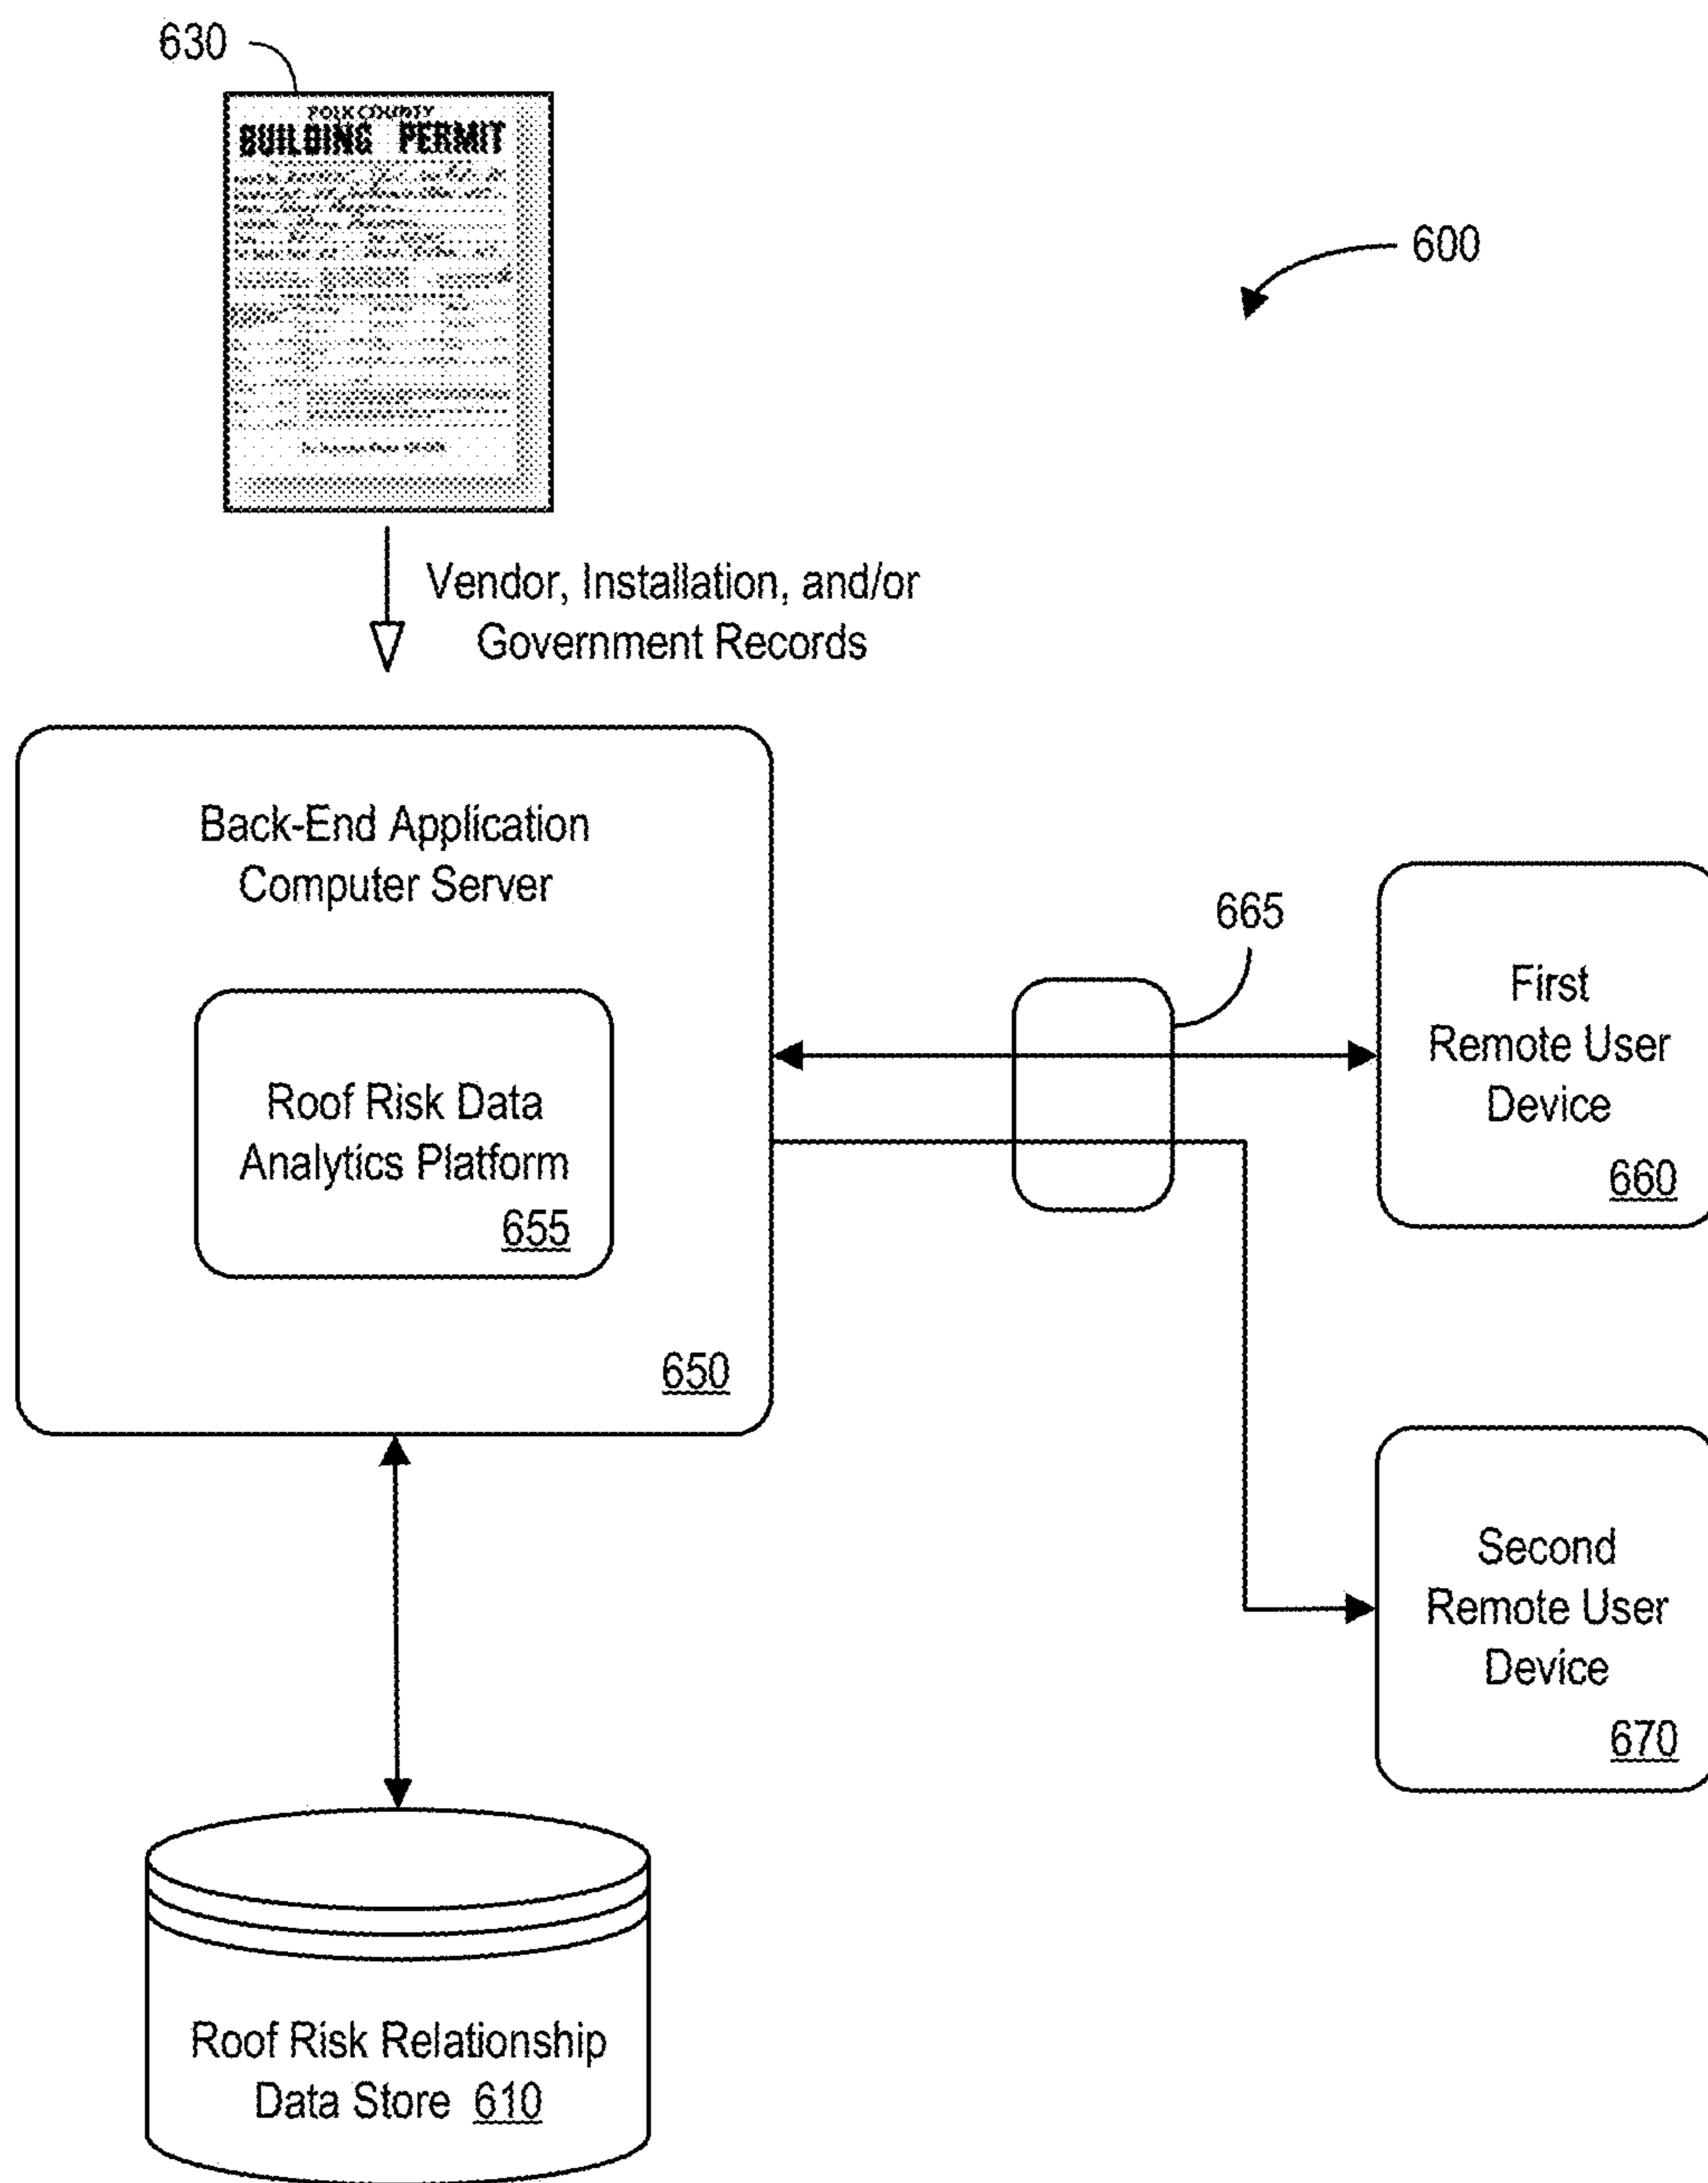 630
POLK COUNTY
BUILDING PERMIT
600
Vendor, Installation, and/or
Government Records
Back-End Application
Computer Server
665
First
Remote User
Device
660
Roof Risk Data
Analytics Platform
655
650
Second
Remote User
Device
670
Roof Risk Relationship
Data Store 610